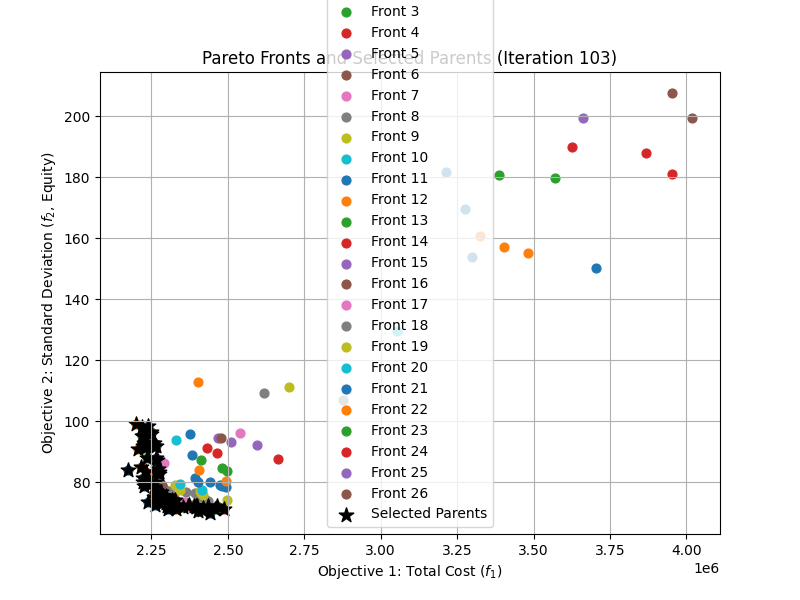 Pareto Fronts and Selected Parents (Iteration 103)
Front 3
Front 4
Front 5
Front 6
Front 7
Front 8
Front 9
Front 10
Front 11
Front 12
Front 13
Front 14
Front 15
Front 16
Front 17
Front 18
Front 19
Front 20
Front 21
Front 22
Front 23
Front 24
Front 25
Front 26
Selected Parents
Objective 2: Standard Deviation (f₂, Equity)
200
180
160
140
120
100
80
2.25 2.50 2.75 3.00 3.25 3.50 3.75 4.00
1e6
Objective 1: Total Cost (f₁)